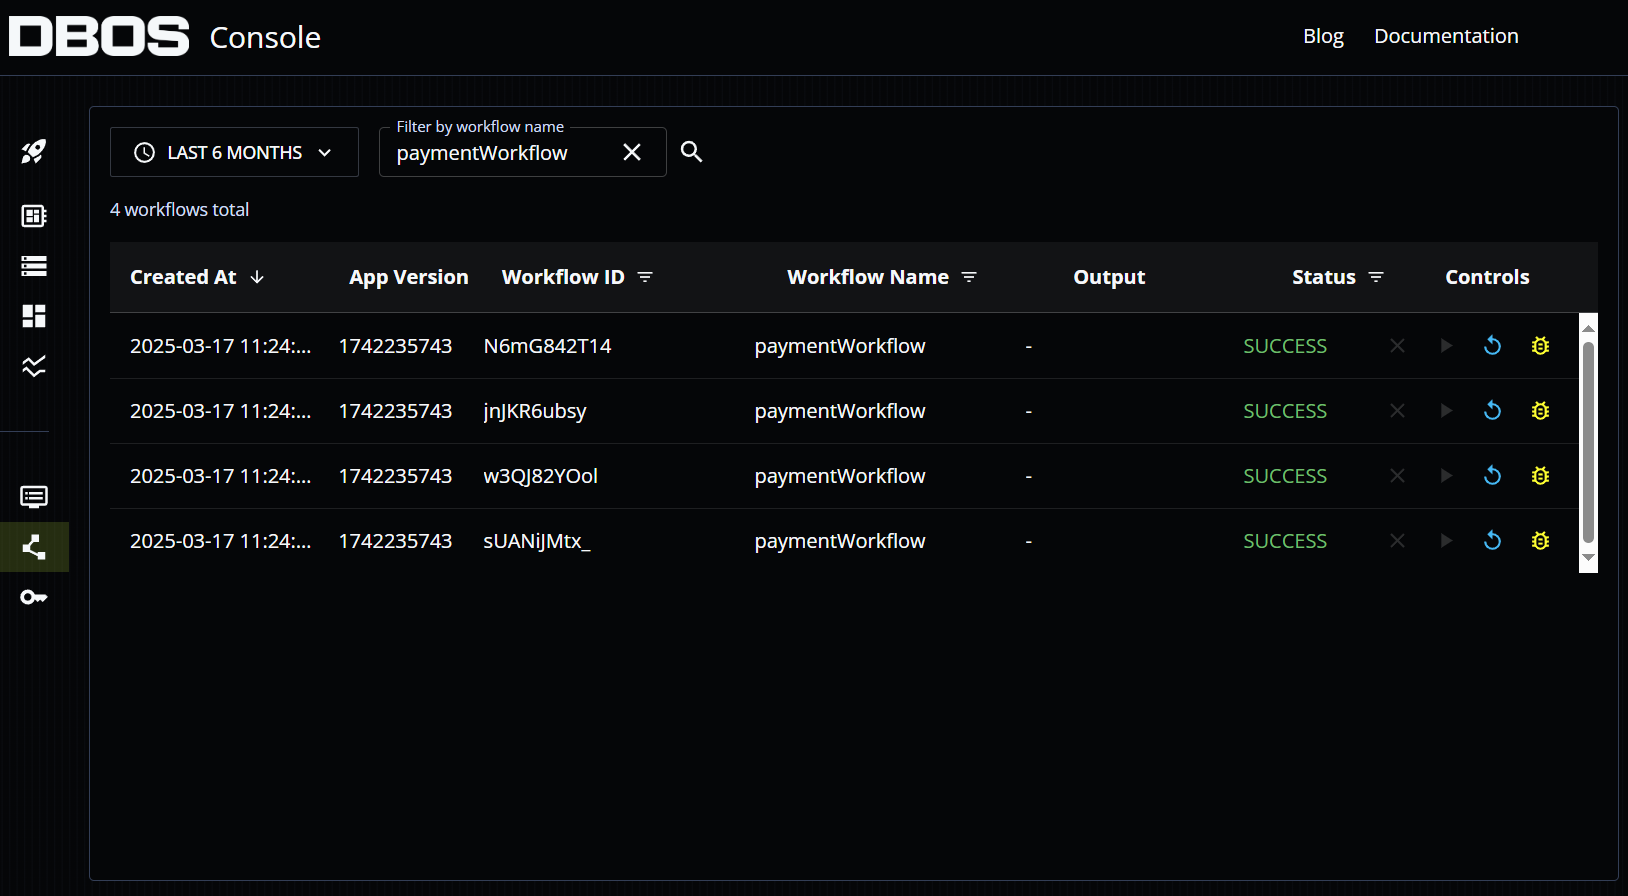 DBOS Console Blog Documentation
Filter by workflow name
LAST 6 MONTHS paymentWorkflow
4 workflows total
Created At App Version Workflow ID Workflow Name Output Status Controls
2025-03-17 11:24:... 1742235743 N6mG842T14 paymentWorkflow - SUCCESS
2025-03-17 11:24:... 1742235743 jnJKR6ubsy paymentWorkflow - SUCCESS
2025-03-17 11:24:... 1742235743 w3QJ82YOol paymentWorkflow - SUCCESS
2025-03-17 11:24:... 1742235743 sUANiJMtx_ paymentWorkflow - SUCCESS